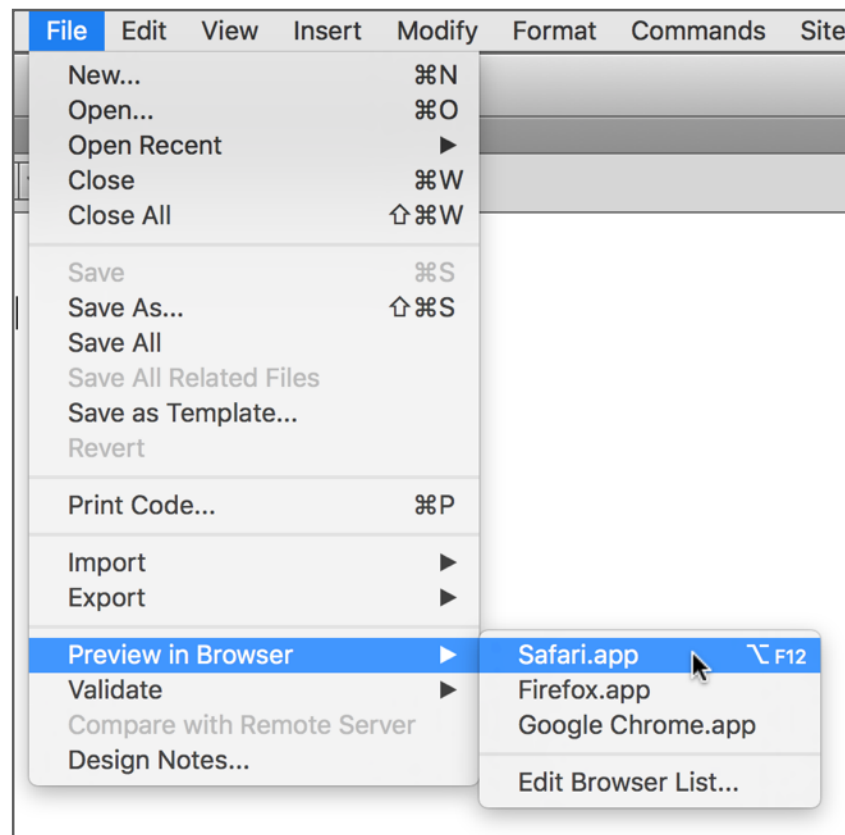 File Edit View Insert Modify Format Commands Site
New... ⌘N
Open... ⌘O
Open Recent ▶
Close ⌘W
Close All ⇧⌘W
Save ⌘S
Save As... ⇧⌘S
Save All
Save All Related Files
Save as Template...
Revert
Print Code... ⌘P
Import ▶
Export ▶
Preview in Browser ▶
Validate ▶
Compare with Remote Server
Design Notes...
Safari.app ⌥F12
Firefox.app
Google Chrome.app
Edit Browser List...